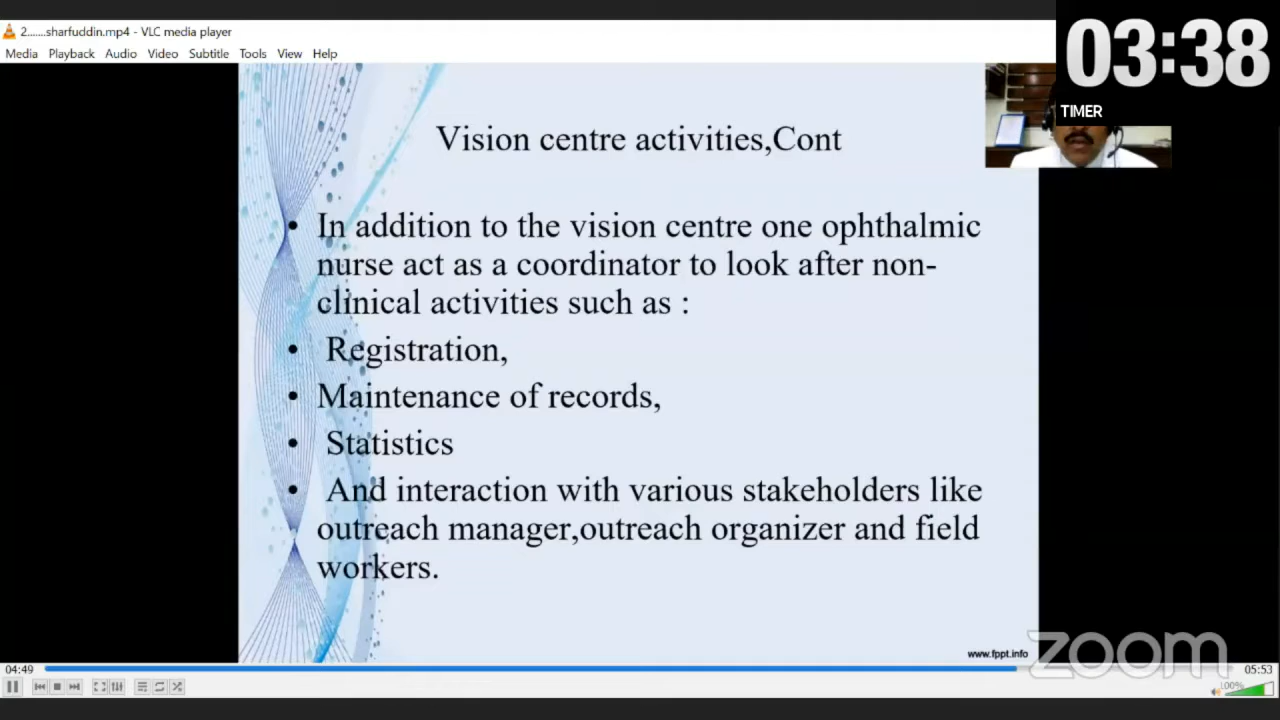 2.......sharfuddin.mp4 - VLC media player
Media Playback Audio Video Subtitle Tools View Help
03:38
TIMER
Vision centre activities,Cont
• In addition to the vision centre one ophthalmic
nurse act as a coordinator to look after non-
clinical activities such as :
• Registration,
• Maintenance of records,
• Statistics
• And interaction with various stakeholders like
outreach manager,outreach organizer and field
workers.
www.fppt.info
zoom
04:49
05:53
100%